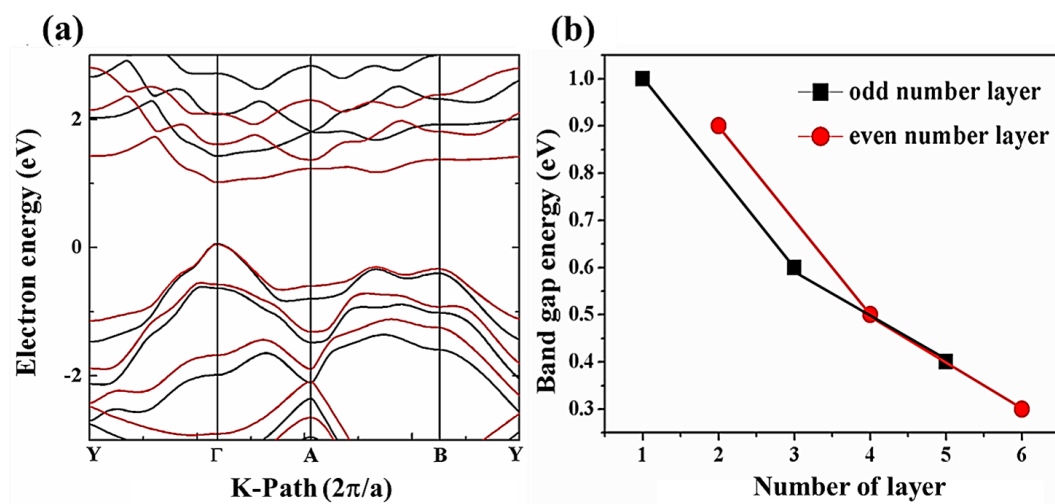 (a)
Electron energy (eV)
2
0
-2
Y
Γ
A
B
Y
K-Path (2π/a)
(b)
Band gap energy (eV)
1.0
0.9
0.8
0.7
0.6
0.5
0.4
0.3
odd number layer
even number layer
1
2
3
4
5
6
Number of layer